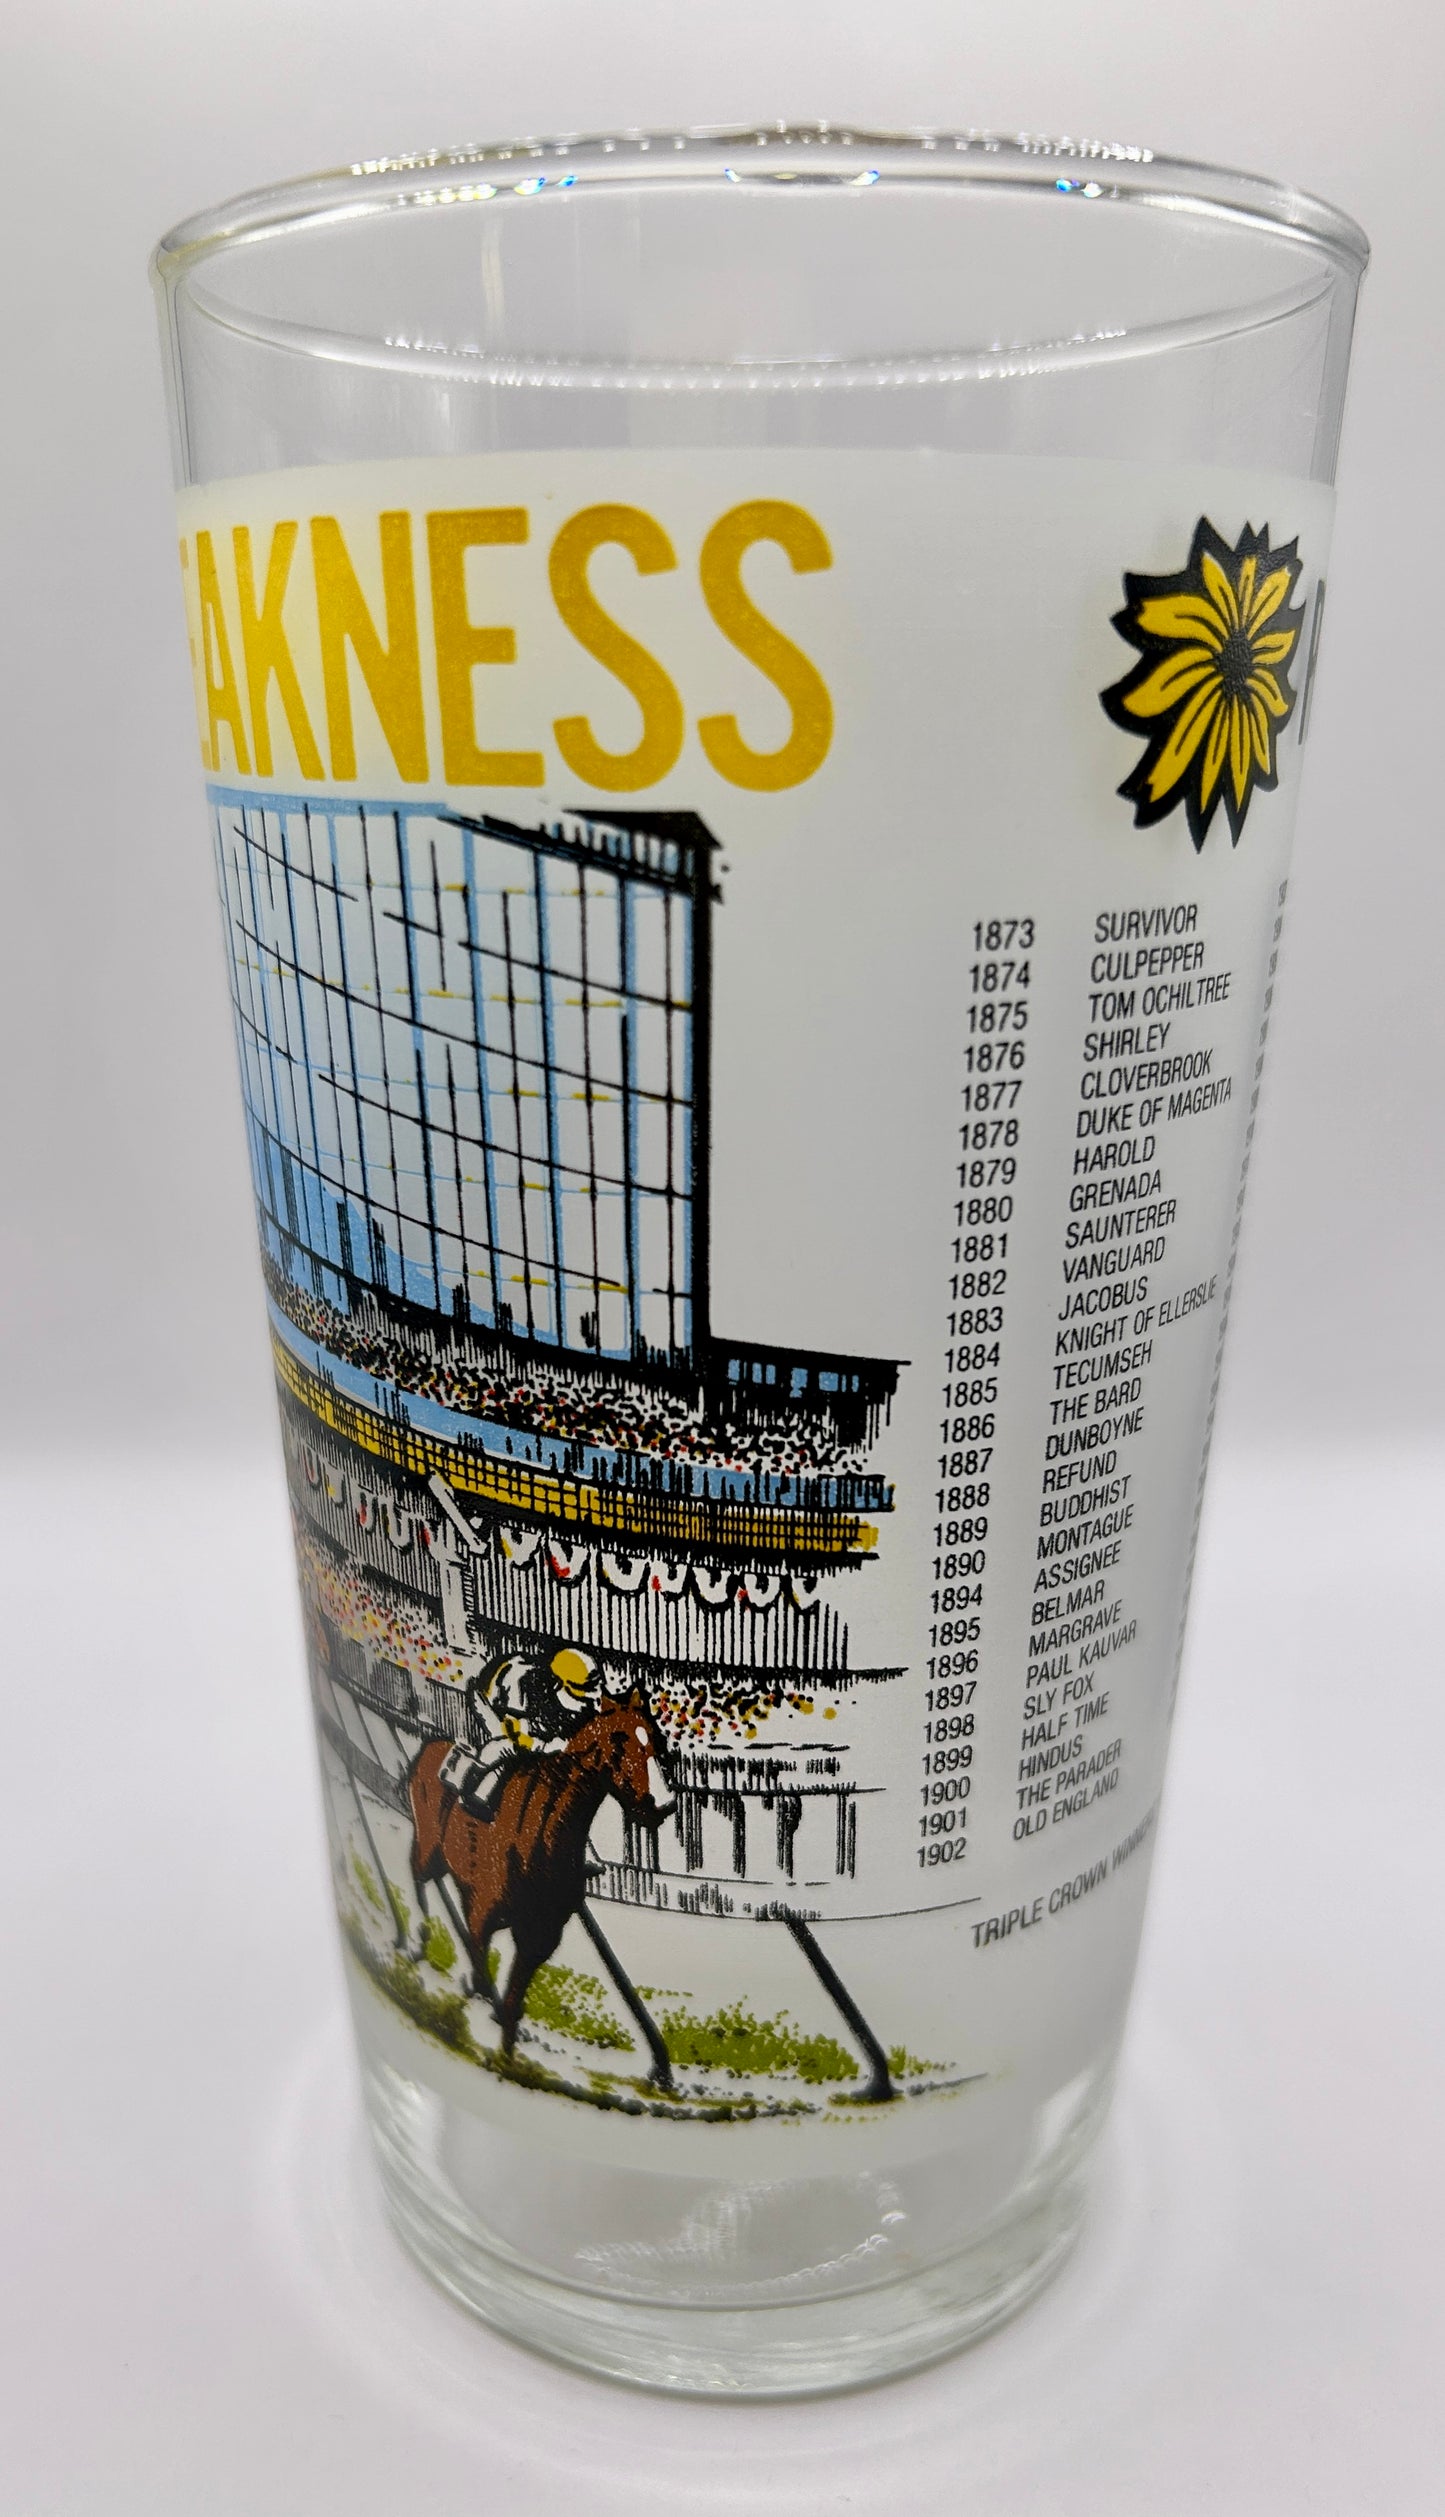 EAKNESS
1873 SURVIVOR
1874 CULPEPPER
1875 TOM OCHILTREE
1876 SHIRLEY
1877 CLOVERBROOK
1878 DUKE OF MAGENTA
1879 HAROLD
1880 GRENADA
1881 SAUNTERER
1882 VANGUARD
1883 JACOBUS
1884 KNIGHT OF ELLERSLIE
1885 TECUMSEH
1886 THE BARD
1887 DUNBOYNE
1888 REFUND
1889 BUDDHIST
1890 MONTAGUE
1894 ASSIGNEE
1895 BELMAR
1896 MARGRAVE
1897 PAUL KAUVAR
1898 SLY FOX
1899 HALF TIME
1900 HINDUS
1901 THE PARADER
1902 OLD ENGLAND
TRIPLE CROWN